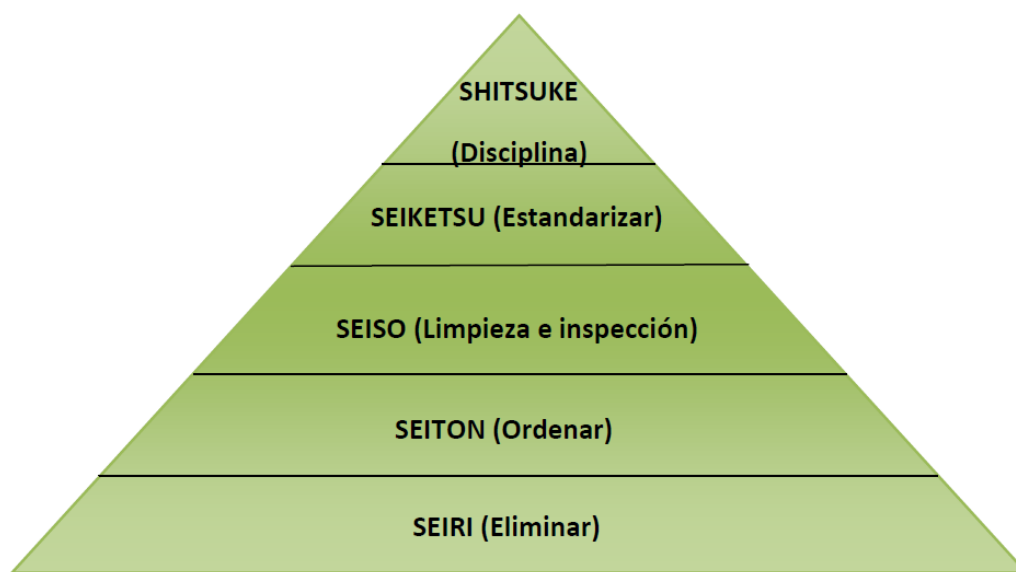 SHITSUKE
(Disciplina)
SEIKETSU (Estandarizar)
SEISO (Limpieza e inspección)
SEITON (Ordenar)
SEIRI (Eliminar)